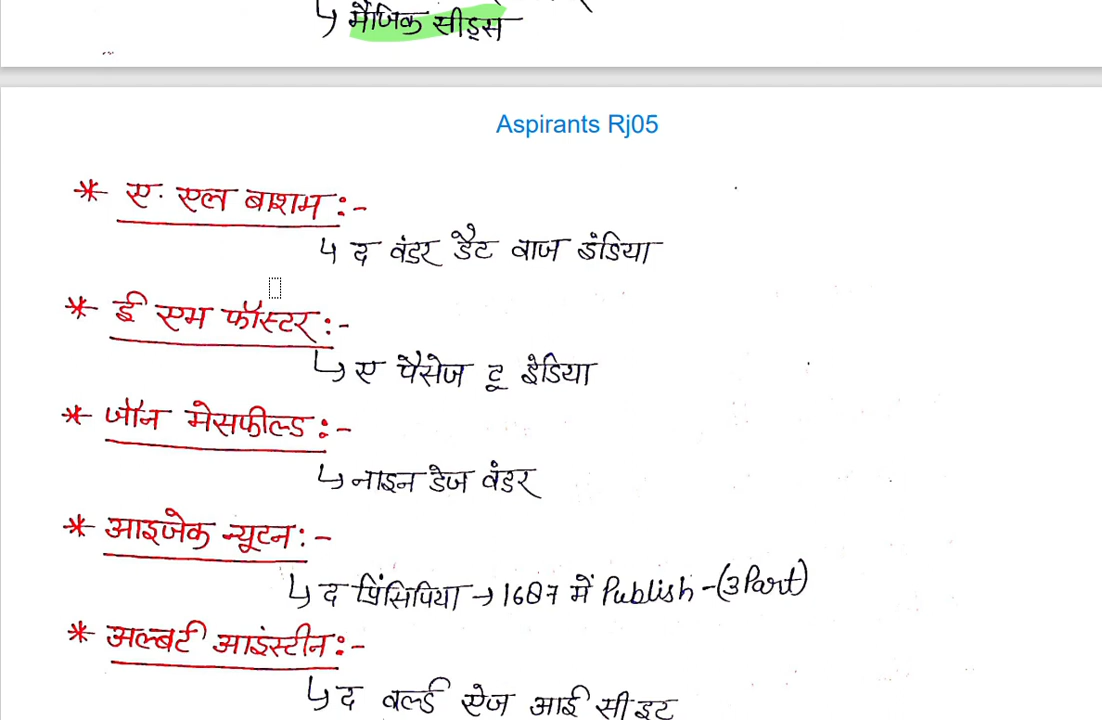 ↳ मैजिक सीड्स
Aspirants Rj05
* ए. एल बाशम :-
↳ द वंडर डैट वाज इंडिया
* ई एम फॉस्टर :-
↳ ए पैसेज टू इंडिया
* जॉन मेसफील्ड :-
↳ नाइन डेज वंडर
* आइजेक न्यूटन :-
↳ द प्रिंसिपिया → 1687 में Publish - (3 Part)
* अल्बर्ट आइंस्टीन :-
↳ द वर्ल्ड ऐज आई सी इट